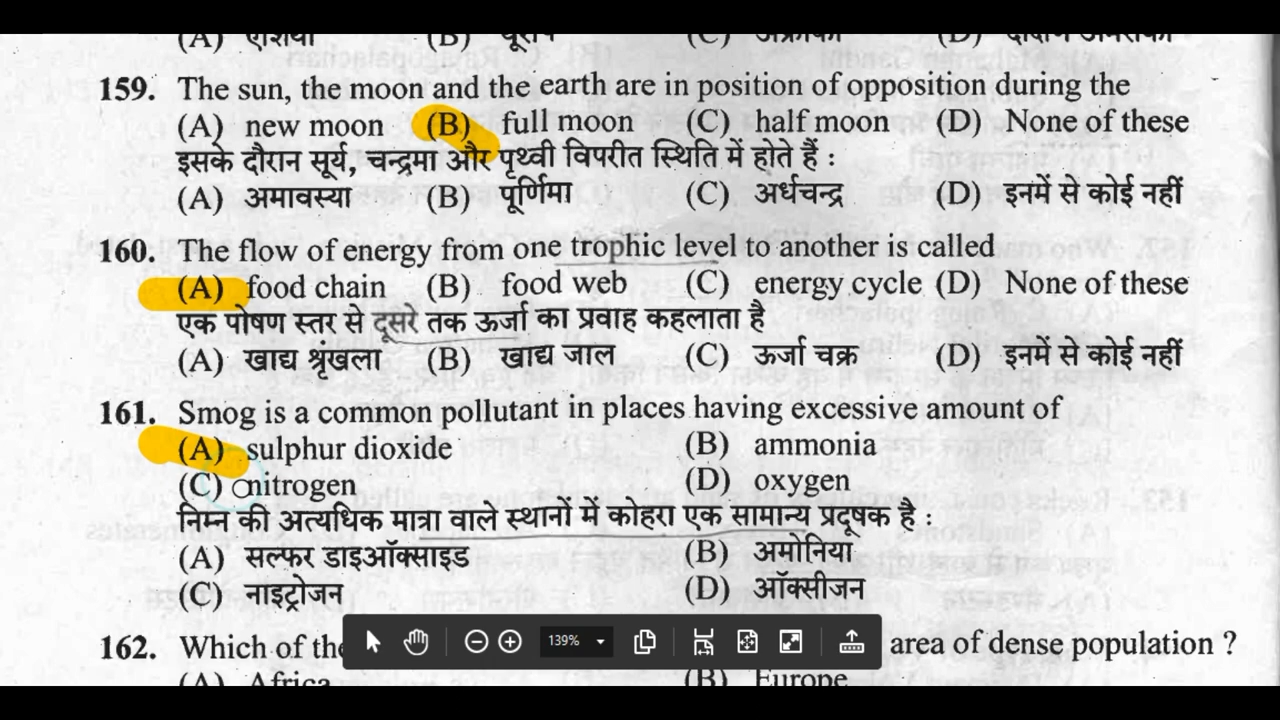 (A) एशिया (B) यूरोप (C) अफ्रीका (D)
159. The sun, the moon and the earth are in position of opposition during the
(A) new moon (B) full moon (C) half moon (D) None of these
इसके दौरान सूर्य, चन्द्रमा और पृथ्वी विपरीत स्थिति में होते हैं :
(A) अमावस्या (B) पूर्णिमा (C) अर्धचन्द्र (D) इनमें से कोई नहीं
160. The flow of energy from one trophic level to another is called
(A) food chain (B) food web (C) energy cycle (D) None of these
एक पोषण स्तर से दूसरे तक ऊर्जा का प्रवाह कहलाता है
(A) खाद्य श्रृंखला (B) खाद्य जाल (C) ऊर्जा चक्र (D) इनमें से कोई नहीं
161. Smog is a common pollutant in places having excessive amount of
(A) sulphur dioxide (B) ammonia
(C) nitrogen (D) oxygen
निम्न की अत्यधिक मात्रा वाले स्थानों में कोहरा एक सामान्य प्रदूषक है :
(A) सल्फर डाइऑक्साइड (B) अमोनिया
(C) नाइट्रोजन (D) ऑक्सीजन
162. Which of the area of dense population ?
139%
(A) Africa (B) Europe